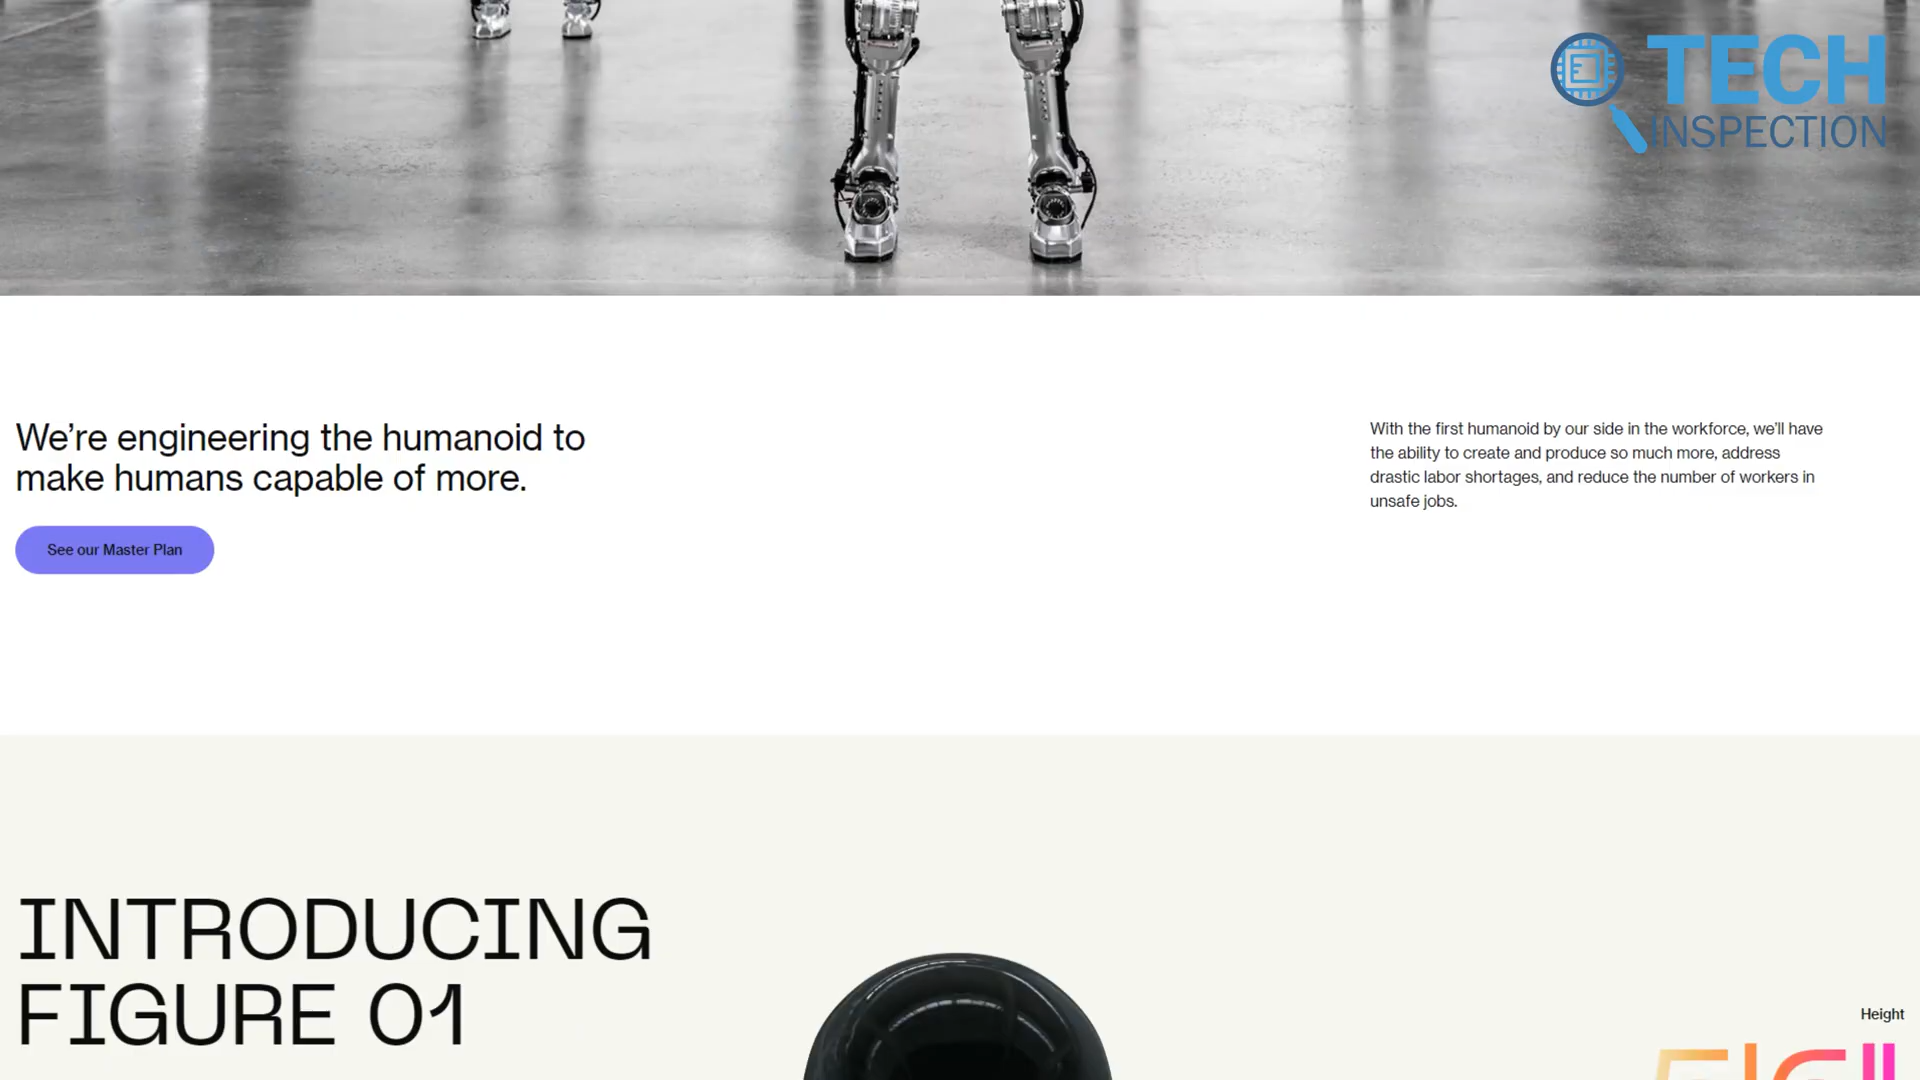 TECH
INSPECTION
We’re engineering the humanoid to
make humans capable of more.
See our Master Plan
With the first humanoid by our side in the workforce, we’ll have
the ability to create and produce so much more, address
drastic labor shortages, and reduce the number of workers in
unsafe jobs.
INTRODUCING
FIGURE 01
Height